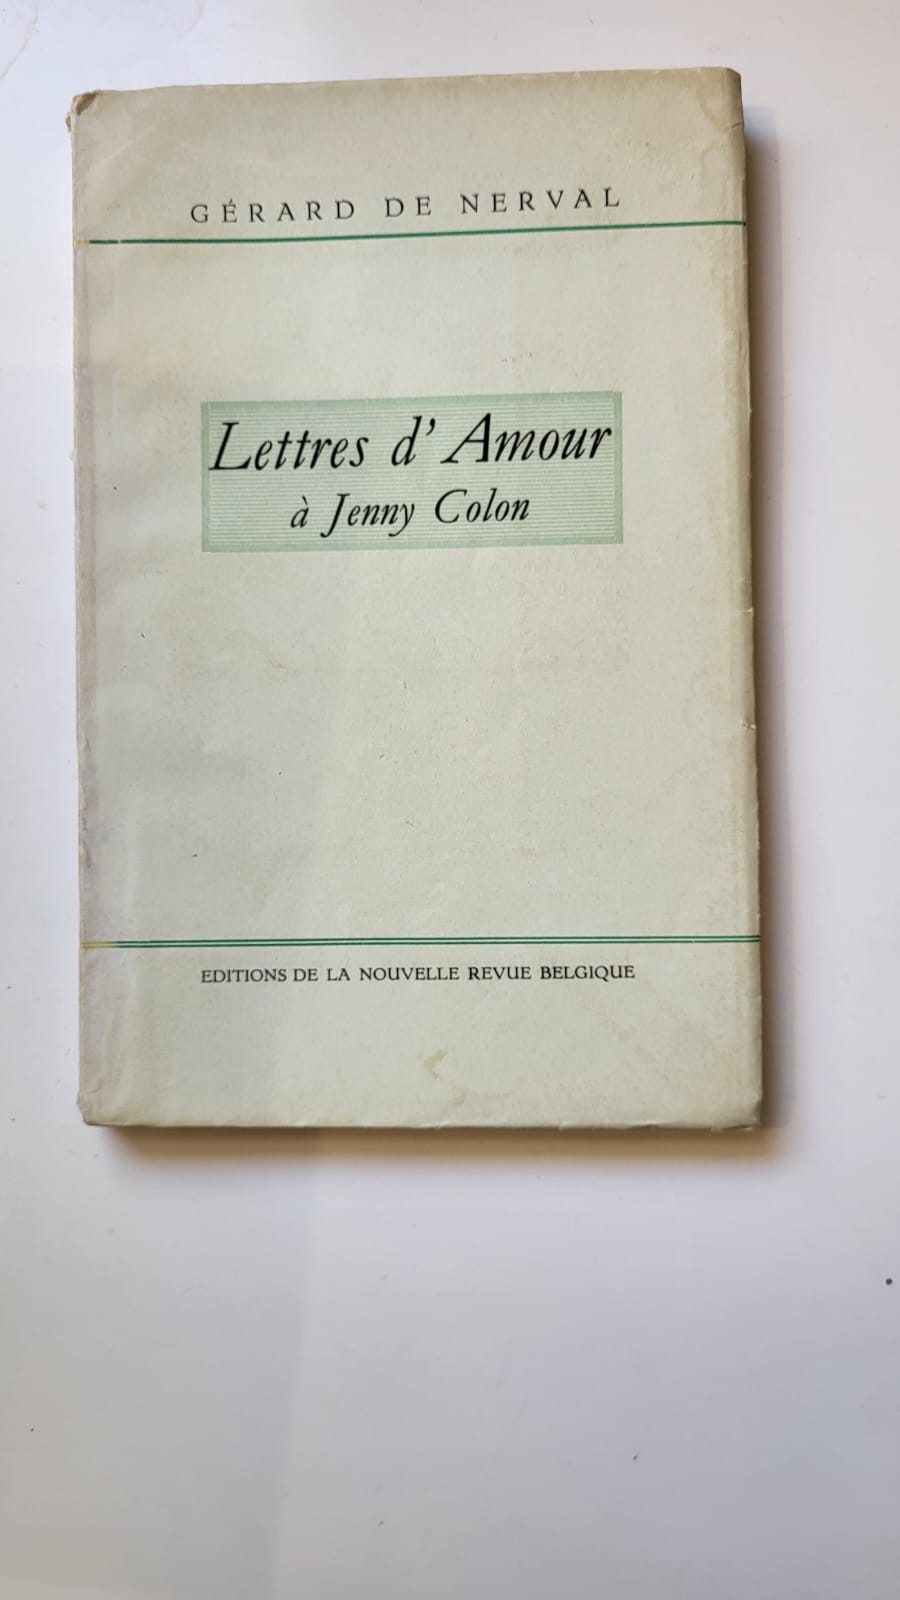 GÉRARD DE NERVAL
Lettres d' Amour
à Jenny Colon
EDITIONS DE LA NOUVELLE REVUE BELGIQUE